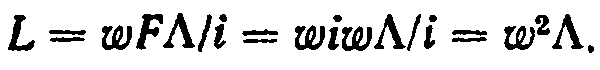 L = wFΛ/i = wiwΛ/i = w²Λ.